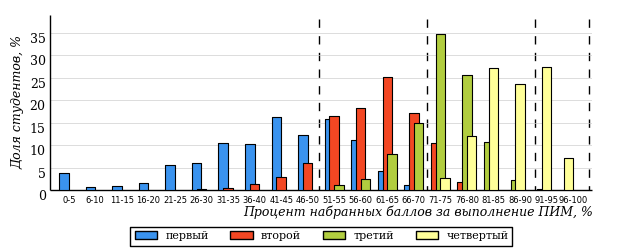 Доля студентов, %
35
30
25
20
15
10
5
0
0-5 6-10 11-15 16-20 21-25 26-30 31-35 36-40 41-45 46-50 51-55 56-60 61-65 66-70 71-75 76-80 81-85 86-90 91-95 96-100
Процент набранных баллов за выполнение ПИМ, %
первый второй третий четвертый